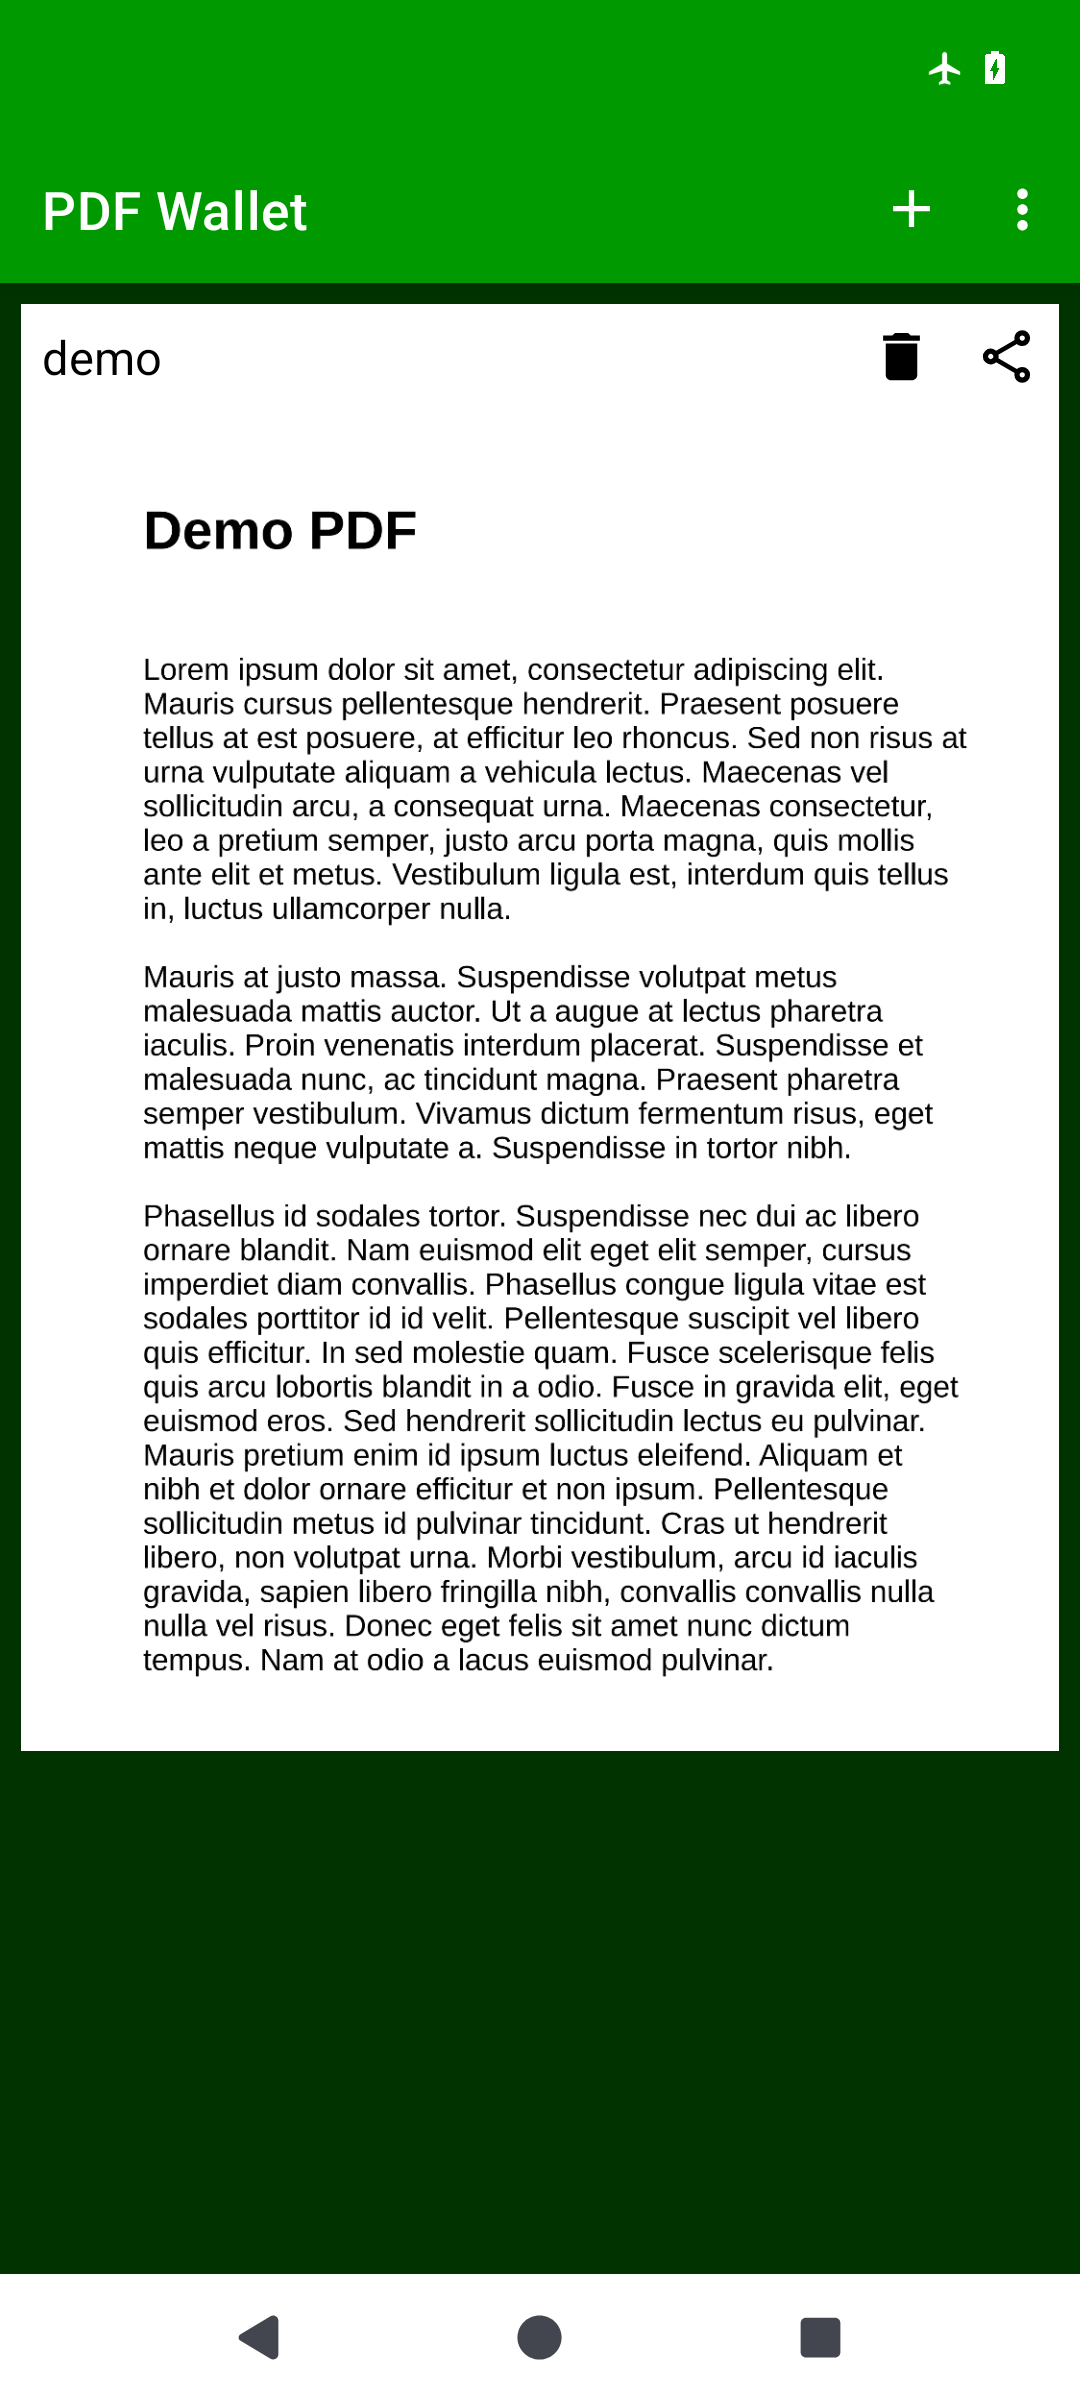 PDF Wallet
demo
Demo PDF
Lorem ipsum dolor sit amet, consectetur adipiscing elit.
Mauris cursus pellentesque hendrerit. Praesent posuere
tellus at est posuere, at efficitur leo rhoncus. Sed non risus at
urna vulputate aliquam a vehicula lectus. Maecenas vel
sollicitudin arcu, a consequat urna. Maecenas consectetur,
leo a pretium semper, justo arcu porta magna, quis mollis
ante elit et metus. Vestibulum ligula est, interdum quis tellus
in, luctus ullamcorper nulla.
Mauris at justo massa. Suspendisse volutpat metus
malesuada mattis auctor. Ut a augue at lectus pharetra
iaculis. Proin venenatis interdum placerat. Suspendisse et
malesuada nunc, ac tincidunt magna. Praesent pharetra
semper vestibulum. Vivamus dictum fermentum risus, eget
mattis neque vulputate a. Suspendisse in tortor nibh.
Phasellus id sodales tortor. Suspendisse nec dui ac libero
ornare blandit. Nam euismod elit eget elit semper, cursus
imperdiet diam convallis. Phasellus congue ligula vitae est
sodales porttitor id id velit. Pellentesque suscipit vel libero
quis efficitur. In sed molestie quam. Fusce scelerisque felis
quis arcu lobortis blandit in a odio. Fusce in gravida elit, eget
euismod eros. Sed hendrerit sollicitudin lectus eu pulvinar.
Mauris pretium enim id ipsum luctus eleifend. Aliquam et
nibh et dolor ornare efficitur et non ipsum. Pellentesque
sollicitudin metus id pulvinar tincidunt. Cras ut hendrerit
libero, non volutpat urna. Morbi vestibulum, arcu id iaculis
gravida, sapien libero fringilla nibh, convallis convallis nulla
nulla vel risus. Donec eget felis sit amet nunc dictum
tempus. Nam at odio a lacus euismod pulvinar.